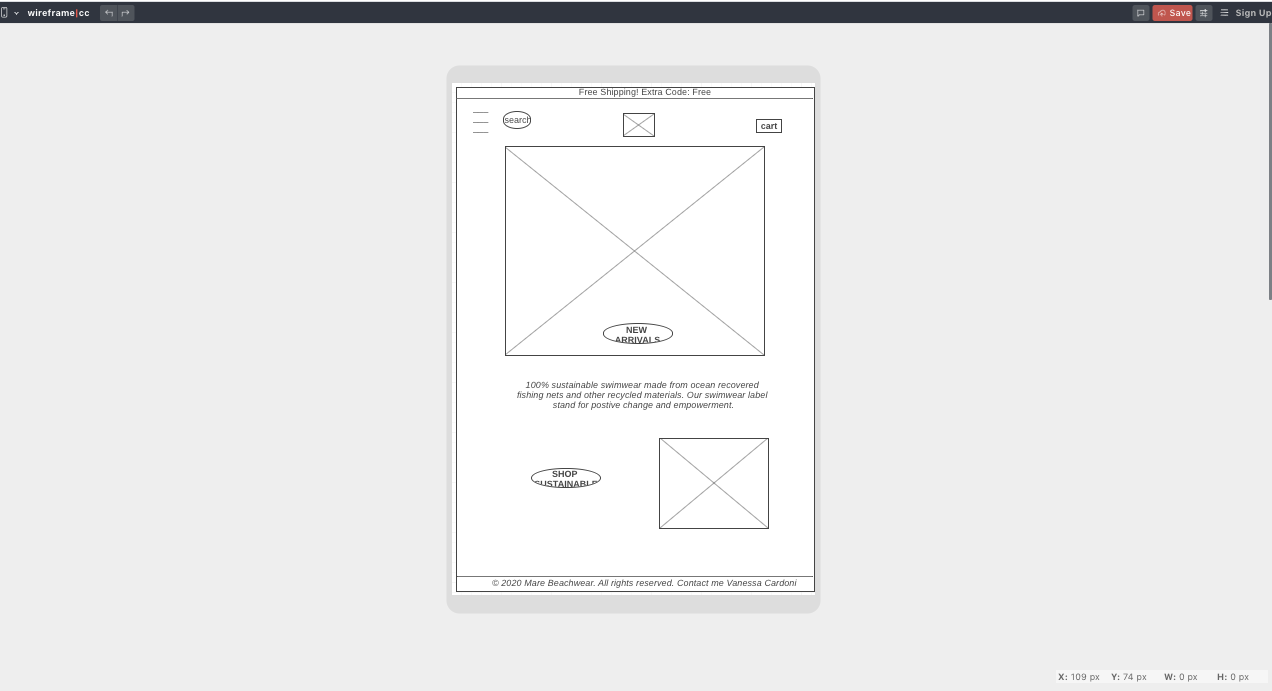 wireframe|cc
Save
Sign Up
Free Shipping! Extra Code: Free
search
cart
NEW
ARRIVALS
100% sustainable swimwear made from ocean recovered
fishing nets and other recycled materials. Our swimwear label
stand for postive change and empowerment.
SHOP
SUSTAINABLE
© 2020 Mare Beachwear. All rights reserved. Contact me Vanessa Cardoni
X: 109 px Y: 74 px W: 0 px H: 0 px